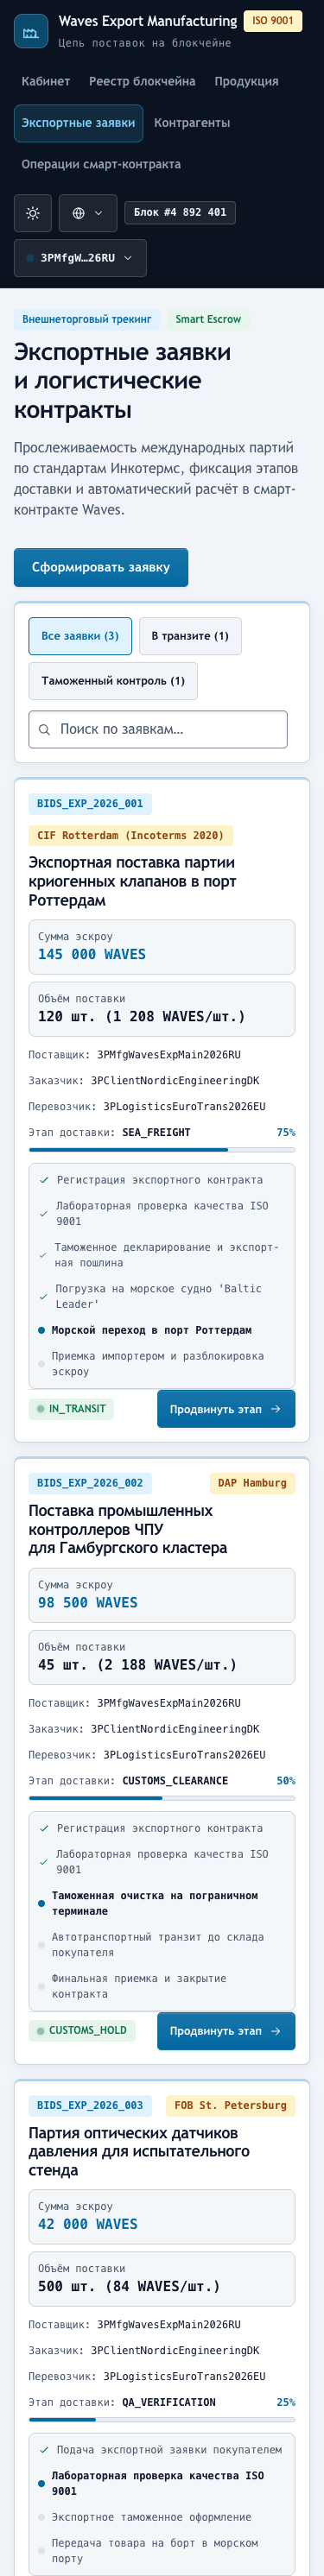 Waves Export Manufacturing ISO 9001
Цепь поставок на блокчейне
Кабинет Реестр блокчейна Продукция
Экспортные заявки Контрагенты
Операции смарт-контракта
Блок #4 892 401
3PMfgW…26RU
Внешнеторговый трекинг Smart Escrow
Экспортные заявки
и логистические
контракты
Прослеживаемость международных партий
по стандартам Инкотермс, фиксация этапов
доставки и автоматический расчёт в смарт-
контракте Waves.
Сформировать заявку
Все заявки (3) В транзите (1)
Таможенный контроль (1)
Поиск по заявкам...
BIDS_EXP_2026_001
CIF Rotterdam (Incoterms 2020)
Экспортная поставка партии
криогенных клапанов в порт
Роттердам
Сумма эскроу
145 000 WAVES
Объём поставки
120 шт. (1 208 WAVES/шт.)
Поставщик: 3PMfgWavesExpMain2026RU
Заказчик: 3PClientNordicEngineeringDK
Перевозчик: 3PLogisticsEuroTrans2026EU
Этап доставки: SEA_FREIGHT 75%
Регистрация экспортного контракта
Лабораторная проверка качества ISO
9001
Таможенное декларирование и экспорт-
ная пошлина
Погрузка на морское судно 'Baltic
Leader'
Морской переход в порт Роттердам
Приемка импортером и разблокировка
эскроу
IN_TRANSIT Продвинуть этап →
BIDS_EXP_2026_002 DAP Hamburg
Поставка промышленных
контроллеров ЧПУ
для Гамбургского кластера
Сумма эскроу
98 500 WAVES
Объём поставки
45 шт. (2 188 WAVES/шт.)
Поставщик: 3PMfgWavesExpMain2026RU
Заказчик: 3PClientNordicEngineeringDK
Перевозчик: 3PLogisticsEuroTrans2026EU
Этап доставки: CUSTOMS_CLEARANCE 50%
Регистрация экспортного контракта
Лабораторная проверка качества ISO
9001
Таможенная очистка на пограничном
терминале
Автотранспортный транзит до склада
покупателя
Финальная приемка и закрытие
контракта
CUSTOMS_HOLD Продвинуть этап →
BIDS_EXP_2026_003 FOB St. Petersburg
Партия оптических датчиков
давления для испытательного
стенда
Сумма эскроу
42 000 WAVES
Объём поставки
500 шт. (84 WAVES/шт.)
Поставщик: 3PMfgWavesExpMain2026RU
Заказчик: 3PClientNordicEngineeringDK
Перевозчик: 3PLogisticsEuroTrans2026EU
Этап доставки: QA_VERIFICATION 25%
Подача экспортной заявки покупателем
Лабораторная проверка качества ISO
9001
Экспортное таможенное оформление
Передача товара на борт в морском
порту